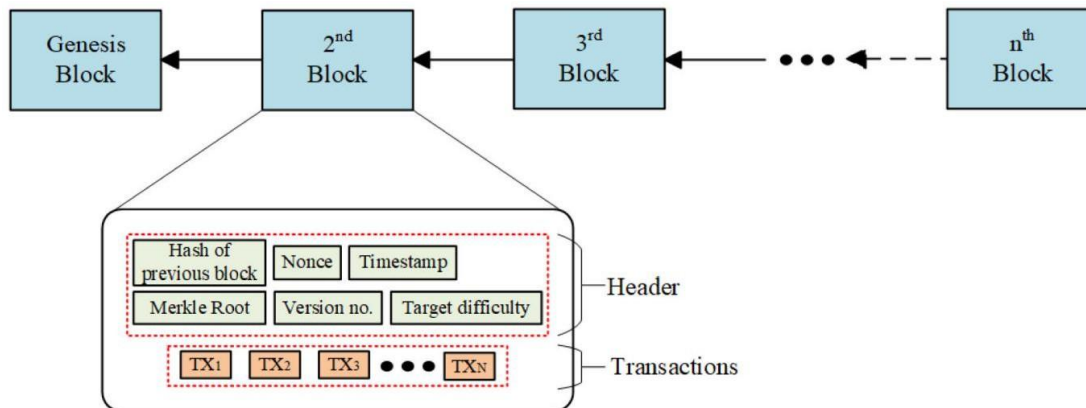 Genesis
Block
2nd
Block
3rd
Block
nth
Block
Hash of
previous block
Nonce
Timestamp
Merkle Root
Version no.
Target difficulty
Header
TX1
TX2
TX3
TXN
Transactions